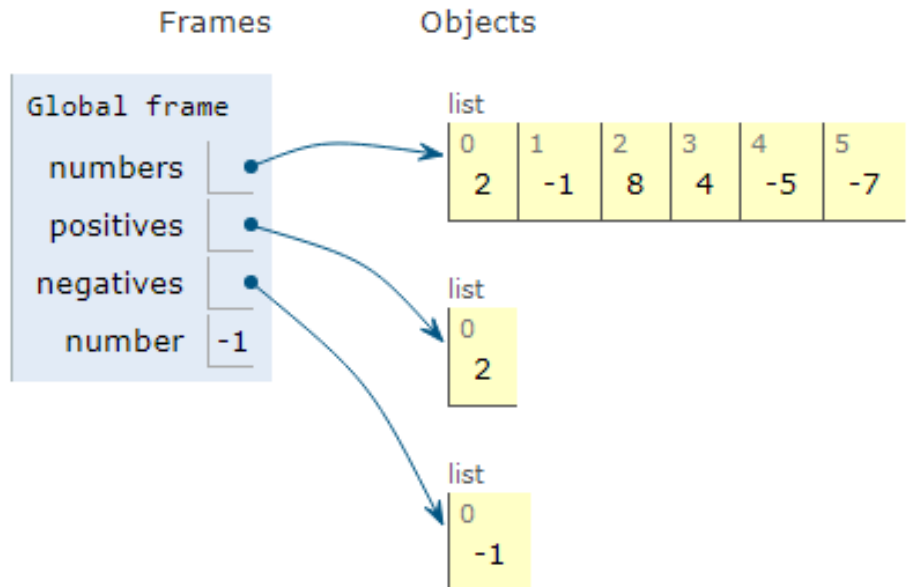 Frames Objects
Global frame
numbers
positives
negatives
number -1
list
0 1 2 3 4 5
2 -1 8 4 -5 -7
list
0
2
list
0
-1